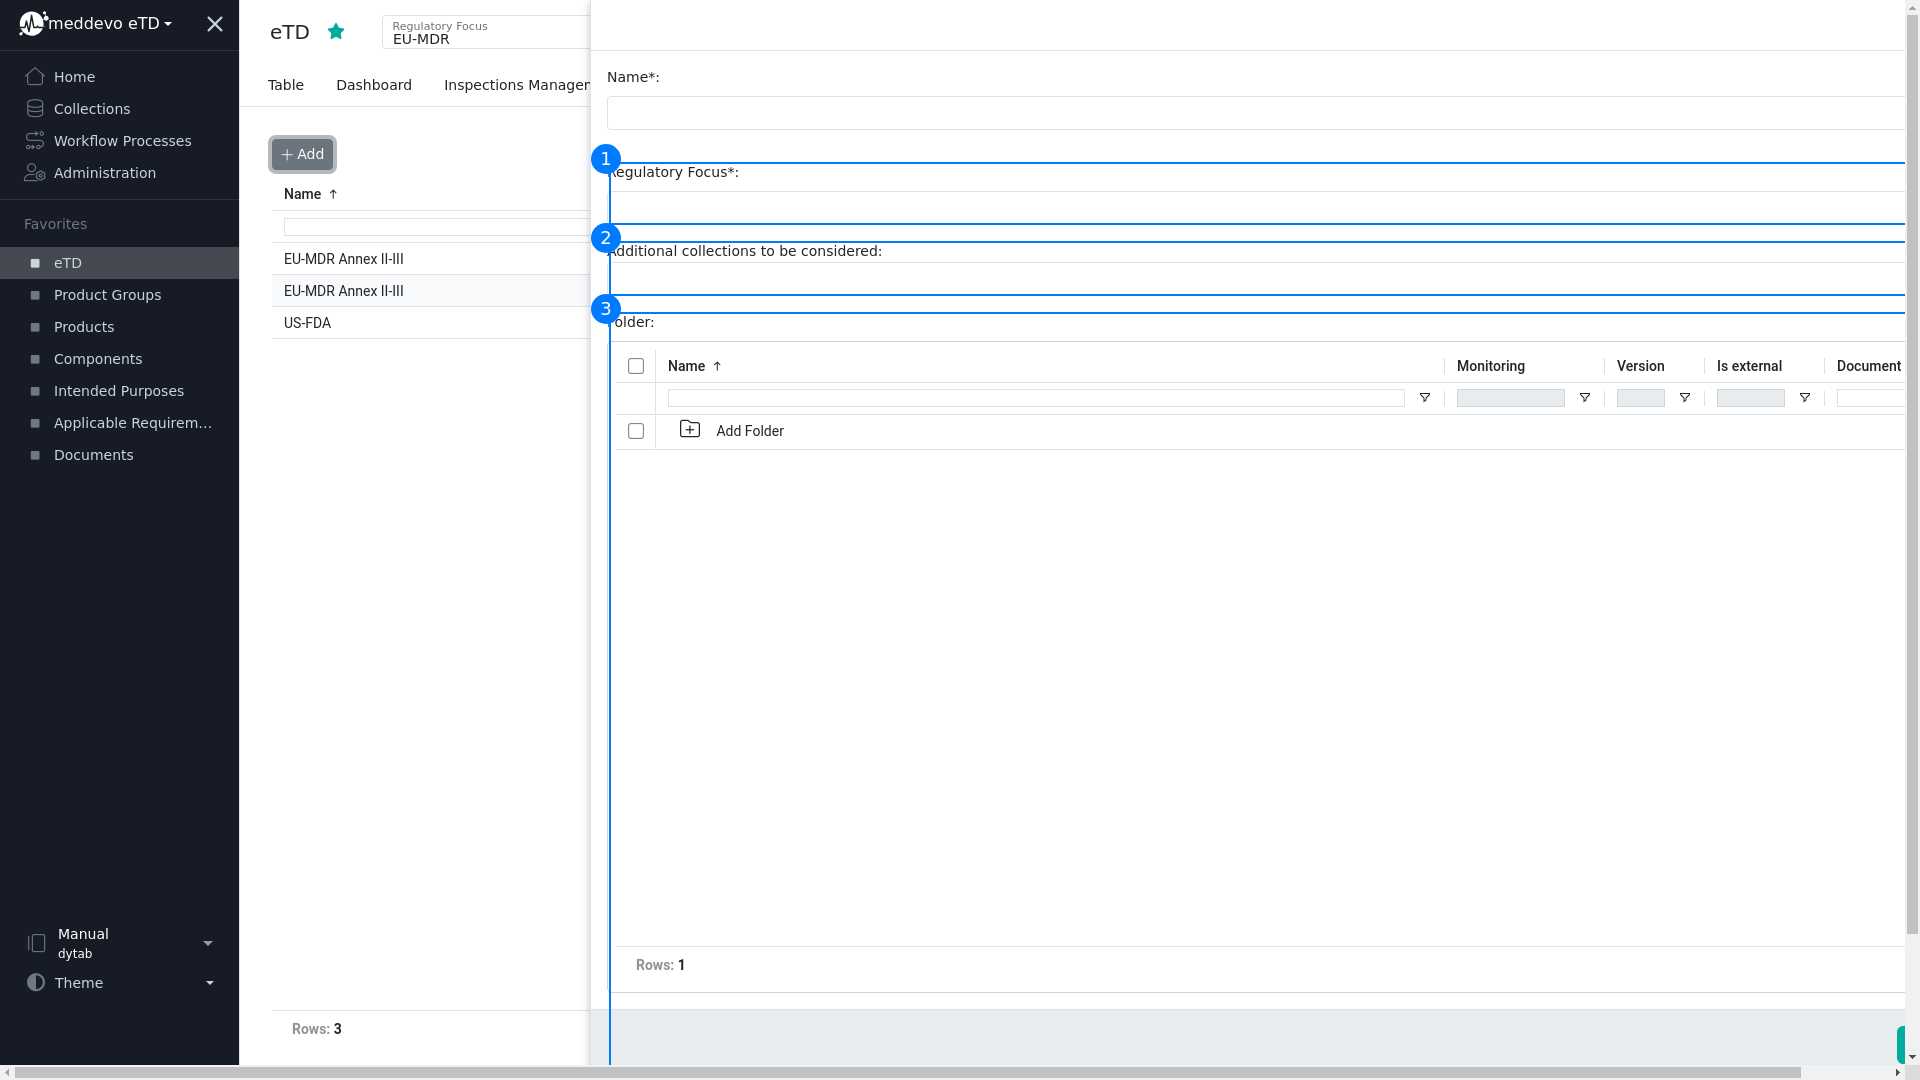 meddevo eTD
Home
Collections
Workflow Processes
Administration
Favorites
eTD
Product Groups
Products
Components
Intended Purposes
Applicable Requirem...
Documents
Manual
dytab
Theme
eTD
Regulatory Focus
EU-MDR
Table Dashboard Inspections
Add
Name
EU-MDR Annex II-III
EU-MDR Annex II-III
US-FDA
Rows: 3
Name*:
1
Regulatory Focus*:
2
Additional collections to be considered:
3
Folder:
Name Monitoring Version Is external Document
Add Folder
Rows: 1